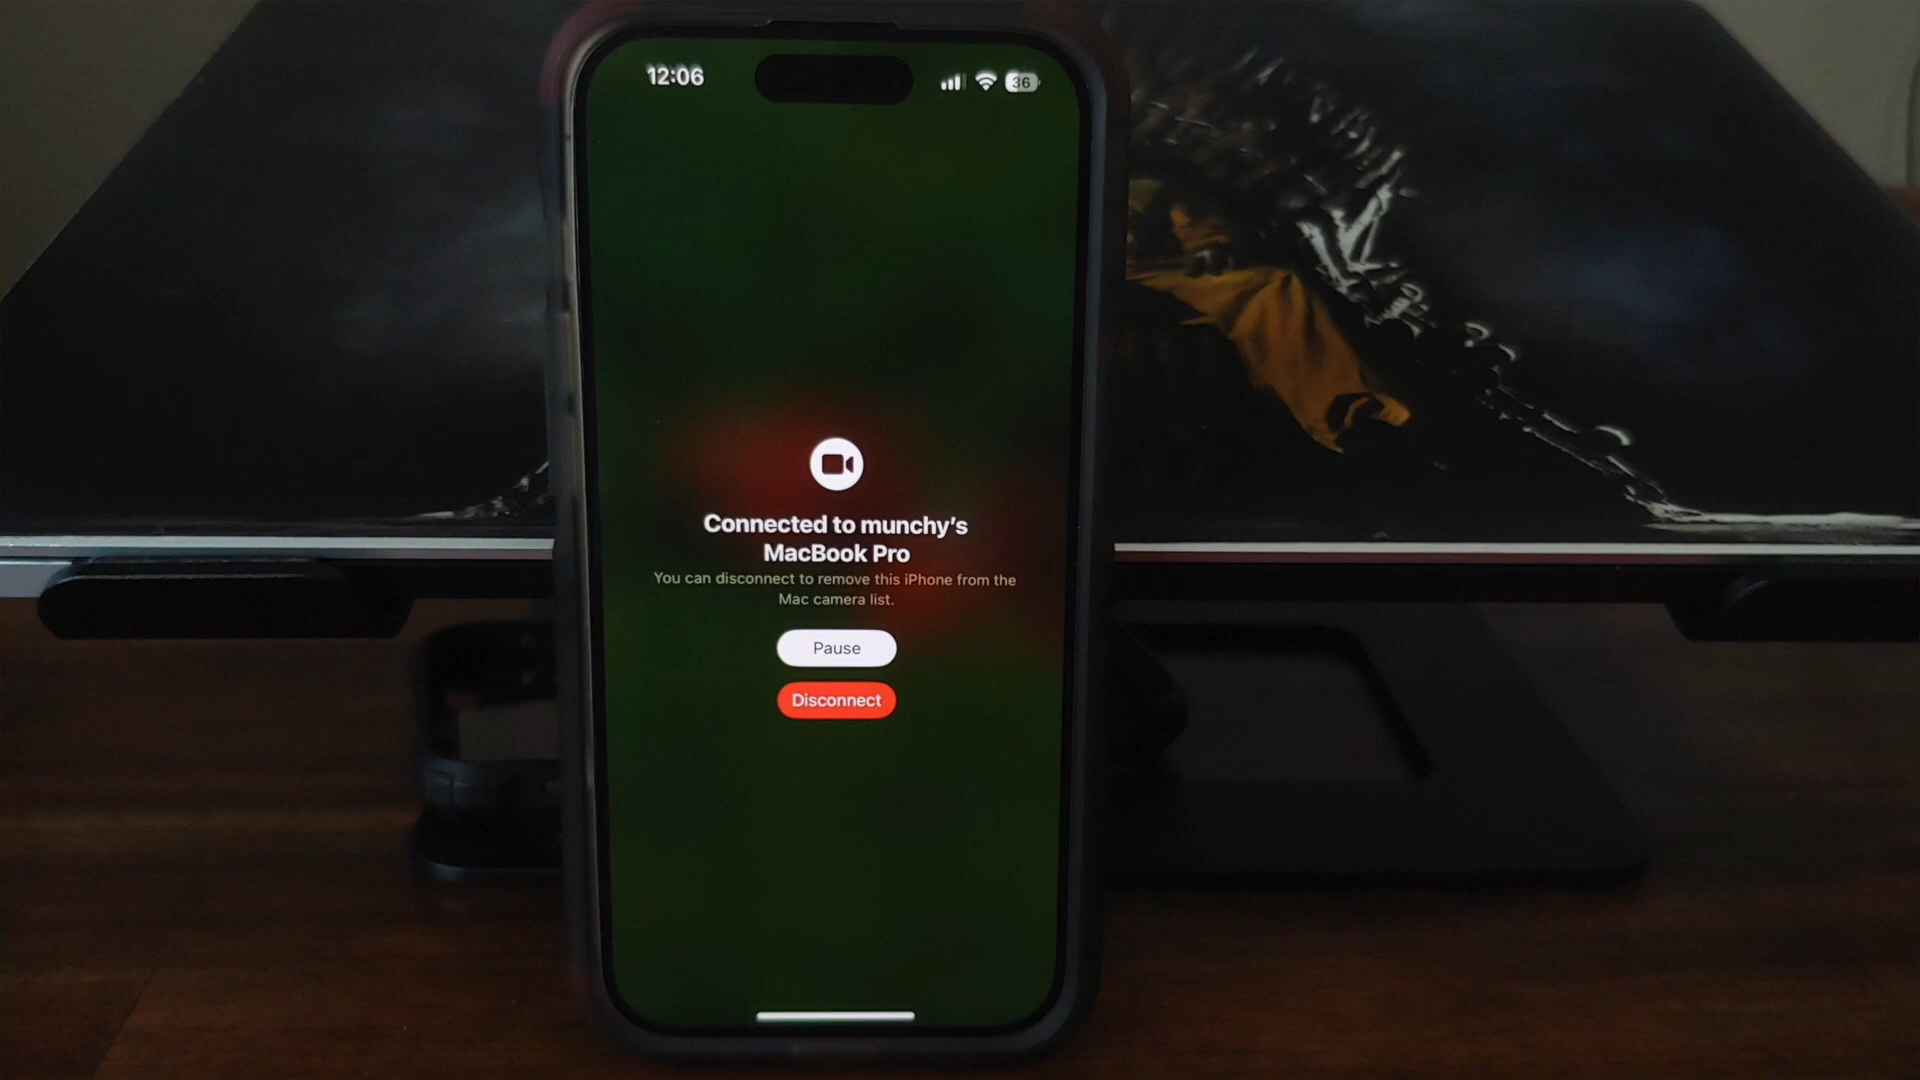 12:06
36
Connected to munchy's
MacBook Pro
You can disconnect to remove this iPhone from the
Mac camera list.
Pause
Disconnect